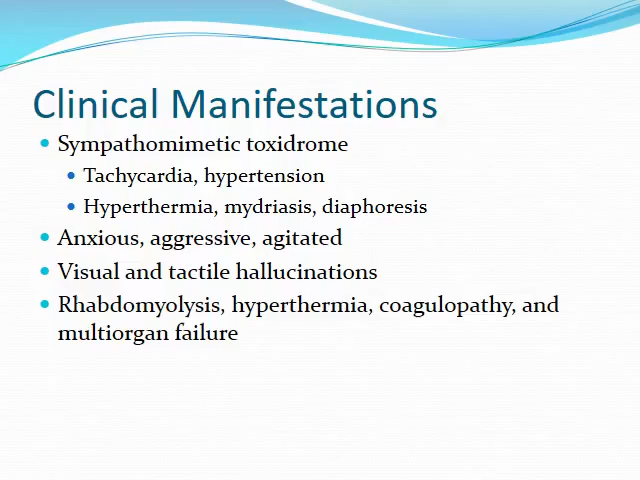 Clinical Manifestations
Sympathomimetic toxidrome
Tachycardia, hypertension
Hyperthermia, mydriasis, diaphoresis
Anxious, aggressive, agitated
Visual and tactile hallucinations
Rhabdomyolysis, hyperthermia, coagulopathy, and
multiorgan failure